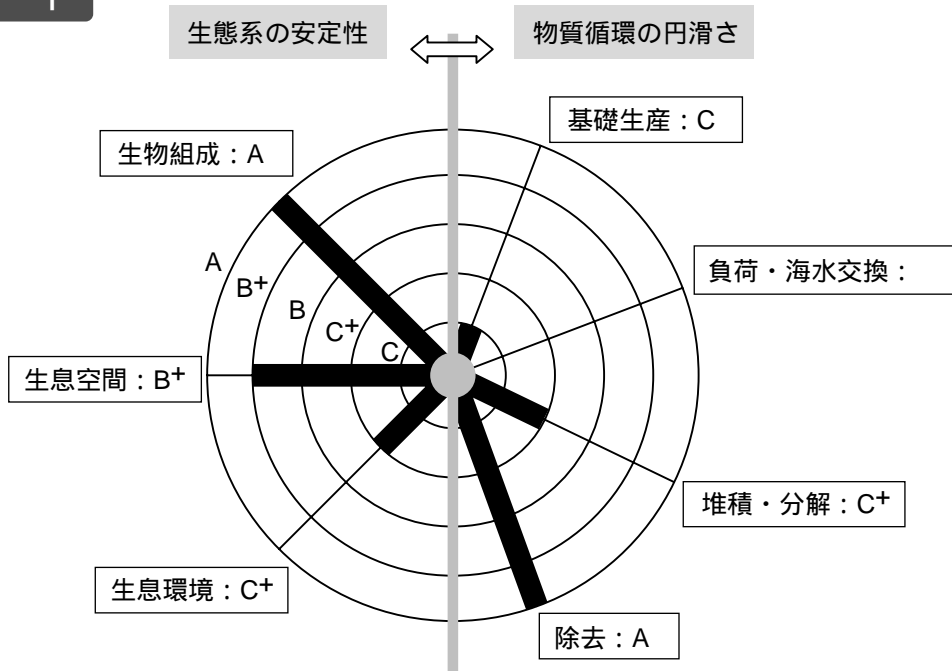 生態系の安定性
物質循環の円滑さ
基礎生産：C
生物組成：A
負荷・海水交換：
A
B+
B
C+
C
生息空間：B+
堆積・分解：C+
生息環境：C+
除去：A